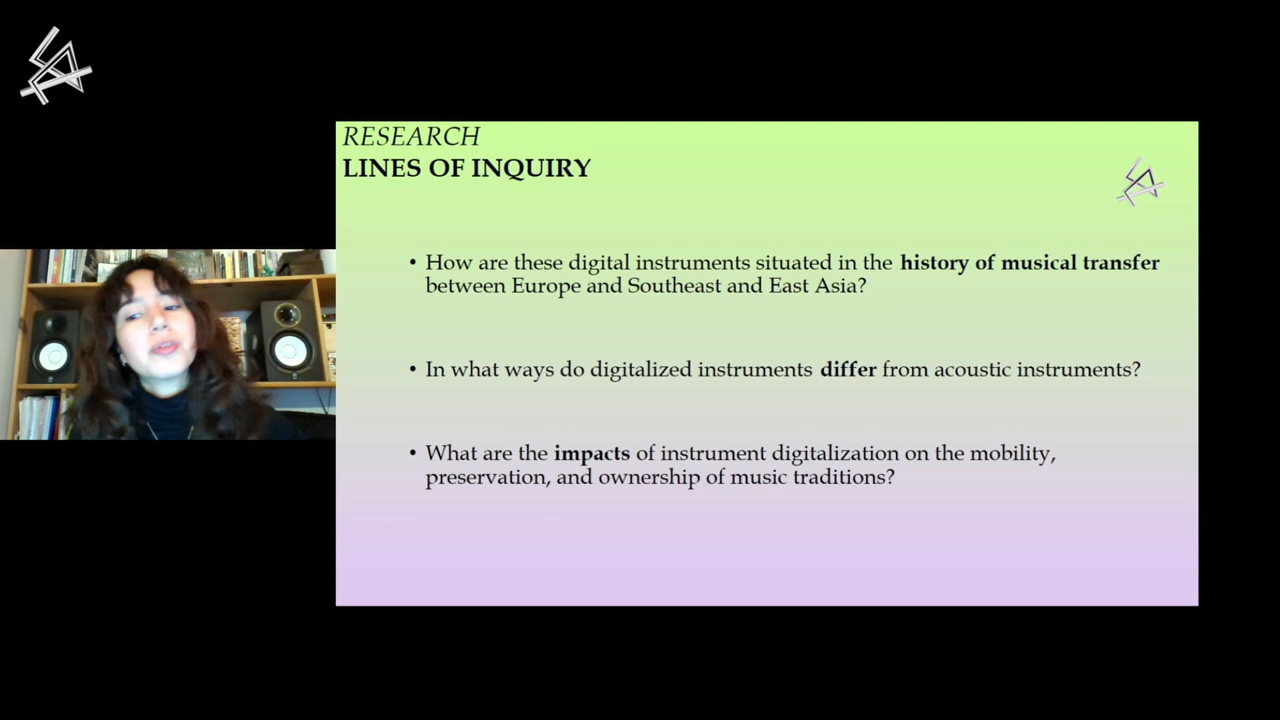 RESEARCH
LINES OF INQUIRY
• How are these digital instruments situated in the history of musical transfer
between Europe and Southeast and East Asia?
• In what ways do digitalized instruments differ from acoustic instruments?
• What are the impacts of instrument digitalization on the mobility,
preservation, and ownership of music traditions?